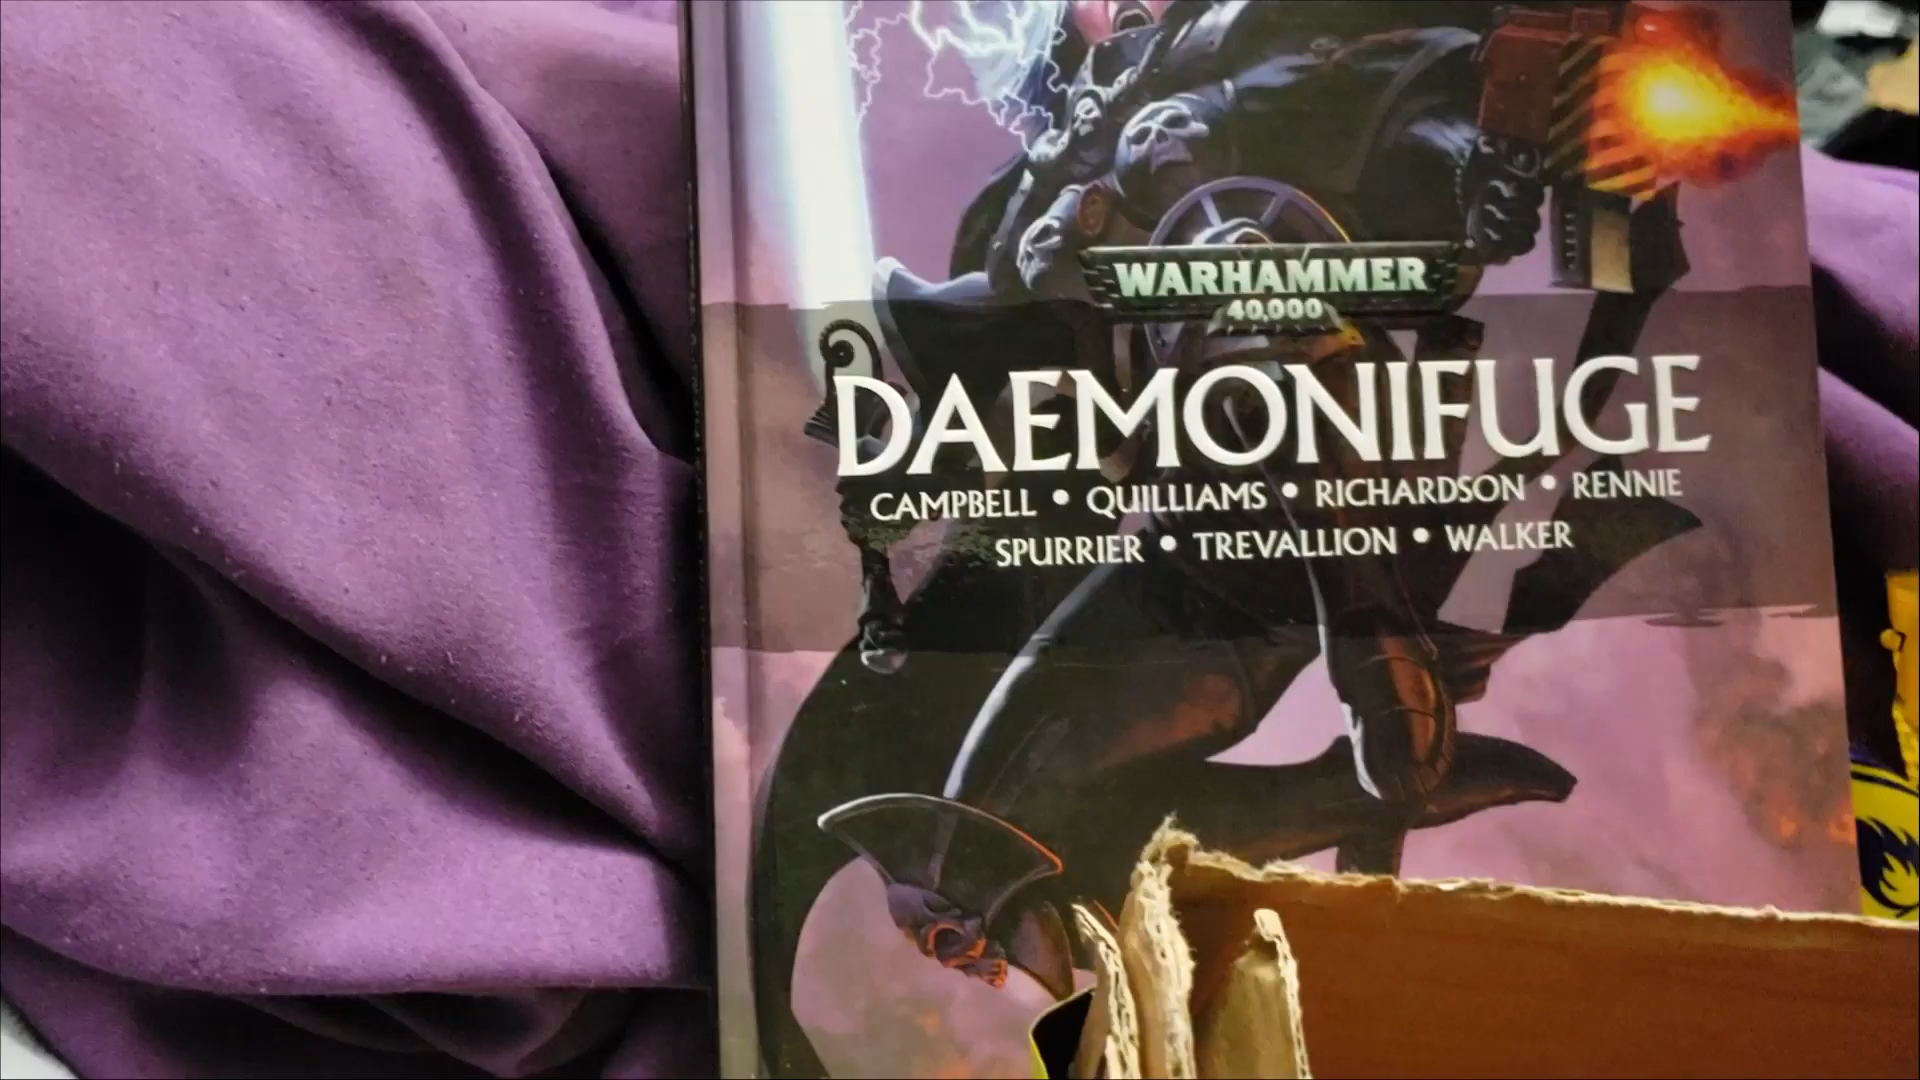 WARHAMMER
40,000
DAEMONIFUGE
CAMPBELL • QUILLIAMS • RICHARDSON • RENNIE
SPURRIER • TREVALLION • WALKER